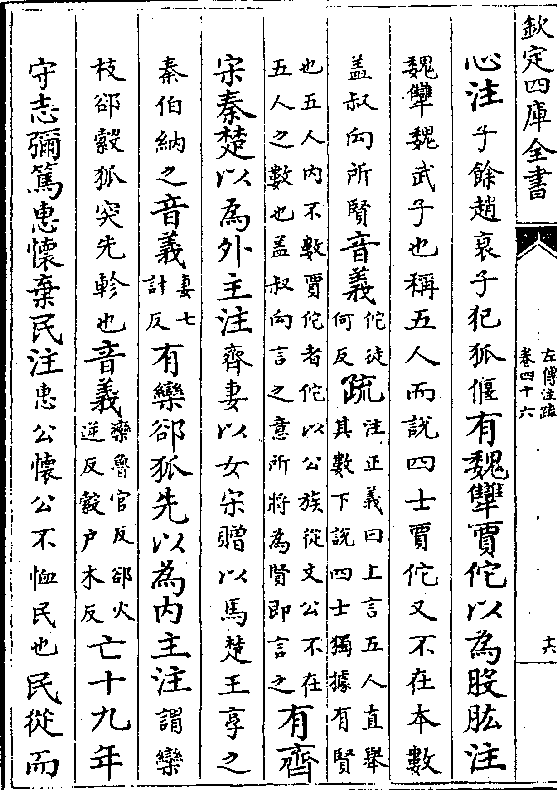 欽定四庫全書
左傳注疏
卷四十六
十六
心注子餘趙衰子犯狐偃有魏犫賈佗以為股肱注
魏犫魏武子也稱五人而說四士賈佗又不在本數
蓋叔向所賢音義佗徒何反疏注正義曰上言五人直舉其數下說四士獨據有賢
也五人內不數賈佗者佗以公族從文公不在五人之數也蓋叔向言之意所將為賢即言之有齊
宋秦楚以為外主注齊妻以女宋贈以馬楚王享之
秦伯納之音義妻七計反有欒郤狐先以為內主注謂欒
枝郤縠狐突先軫也音義欒魯官反郤火逆反縠户木反亡十九年
守志彌篤惠懷棄民注惠公懷公不恤民也民從而